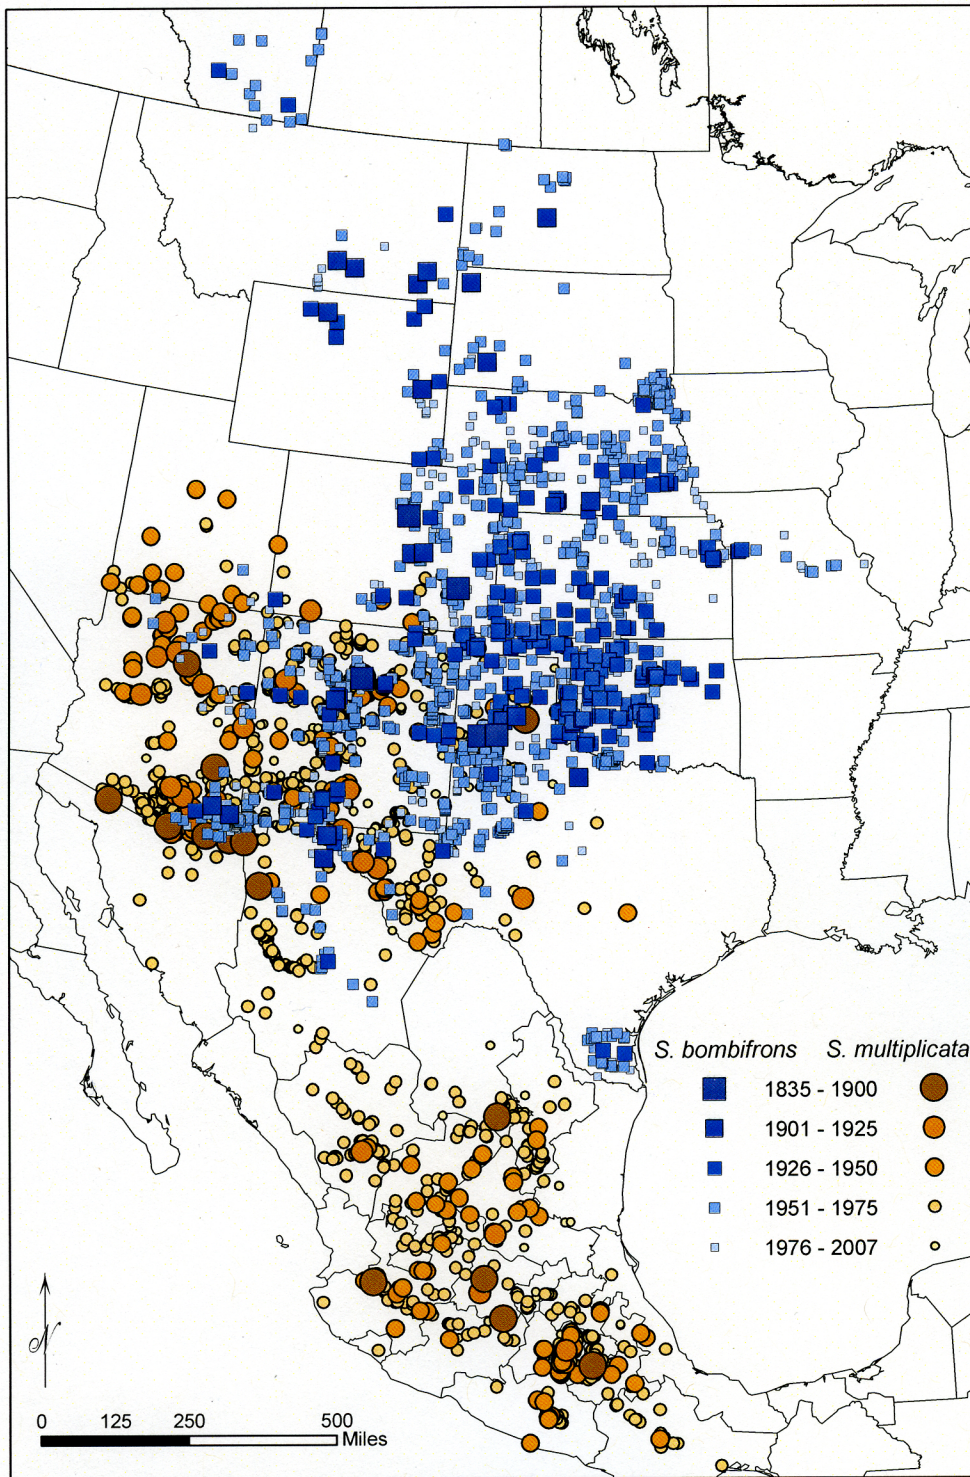 S. bombifrons S. multiplicata
1835 - 1900
1901 - 1925
1926 - 1950
1951 - 1975
1976 - 2007
N
0 125 250 500
Miles